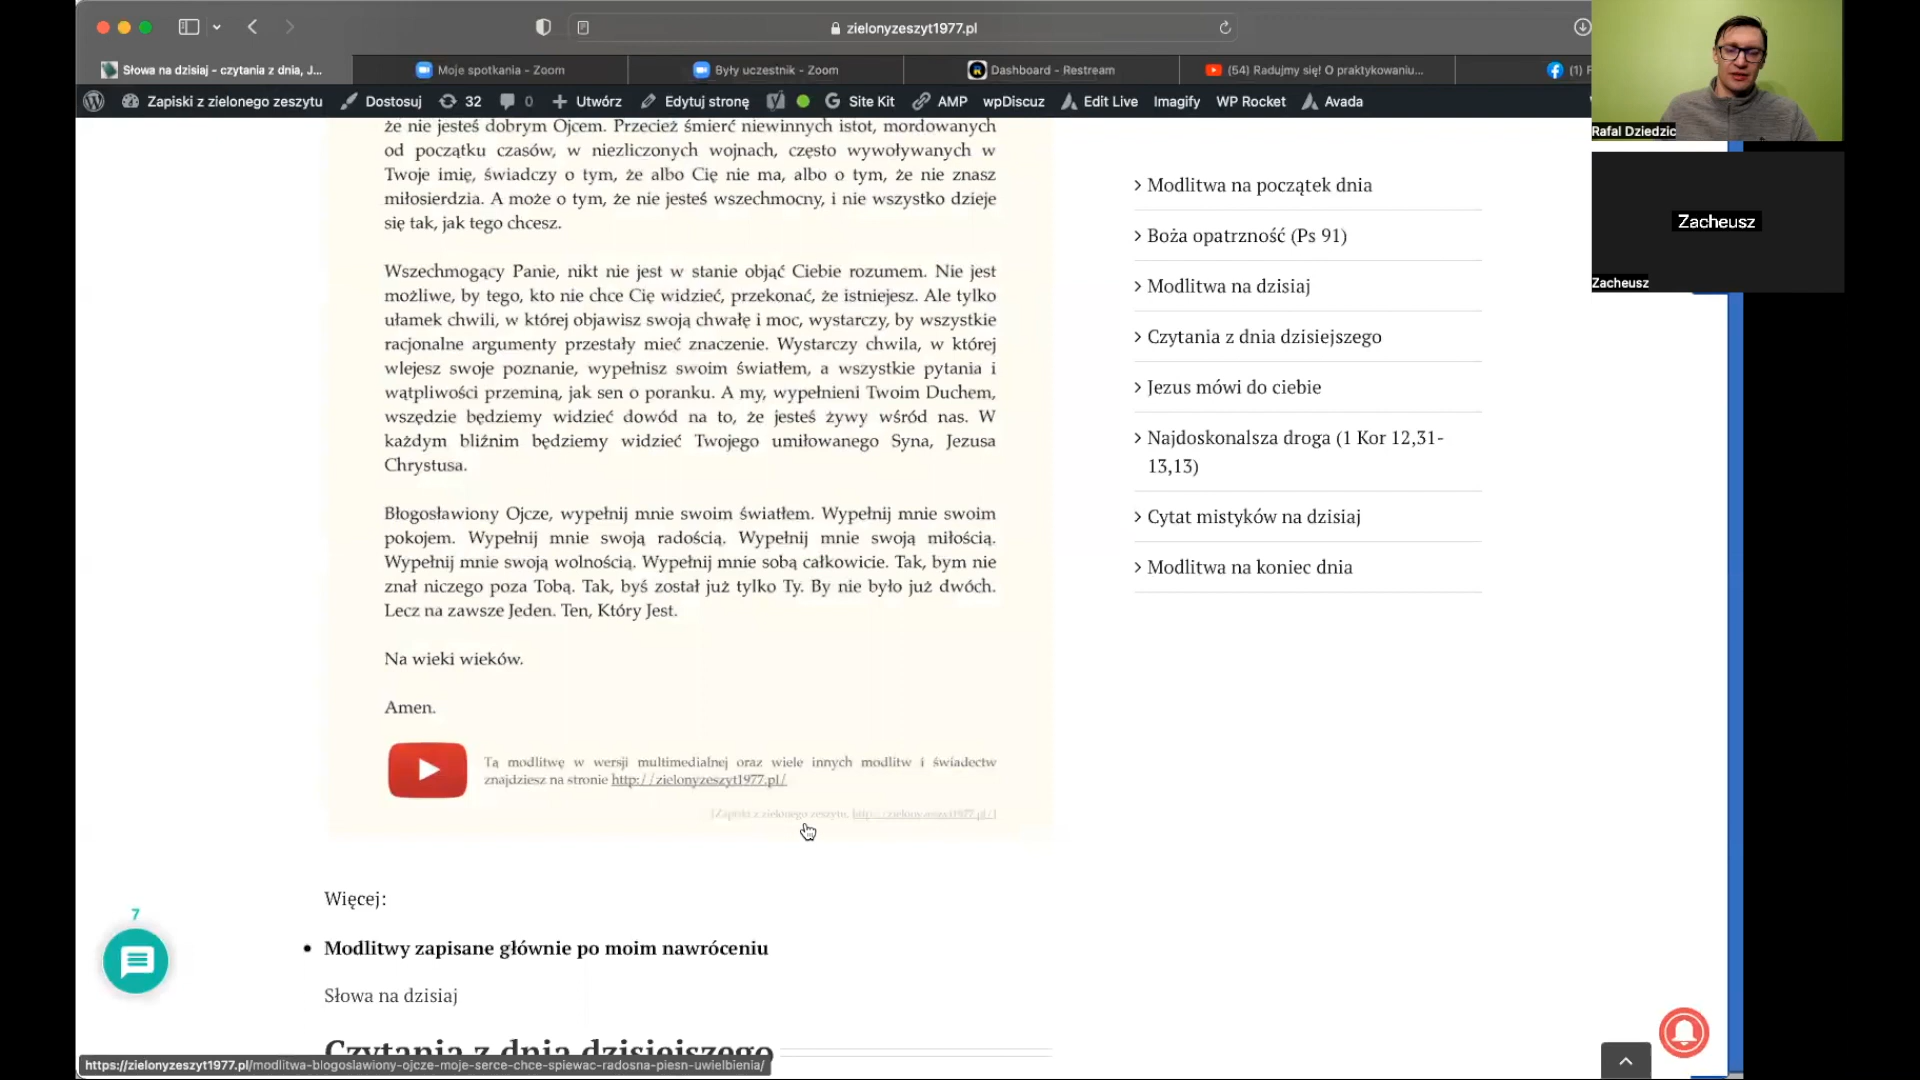 zielonyzeszyt1977.pl
Słowa na dzisiaj - czytania z dnia, J...
Moje spotkania - Zoom
Były uczestnik - Zoom
Dashboard - Restream
(54) Radujmy się! O praktykowaniu...
(1) F
Zapiski z zielonego zeszytu
Dostosuj
32
0
Utwórz
Edytuj stronę
Site Kit
AMP
wpDiscuz
Edit Live
Imagify
WP Rocket
Avada
Rafal Dziedzic
Zacheusz
Zacheusz
że nie jesteś dobrym Ojcem. Przecież śmierć niewinnych istot, mordowanych
od początku czasów, w niezliczonych wojnach, często wywoływanych w
Twoje imię, świadczy o tym, że albo Cię nie ma, albo o tym, że nie znasz
miłosierdzia. A może o tym, że nie jesteś wszechmocny, i nie wszystko dzieje
się tak, jak tego chcesz.
Wszechmogący Panie, nikt nie jest w stanie objąć Ciebie rozumem. Nie jest
możliwe, by tego, kto nie chce Cię widzieć, przekonać, że istniejesz. Ale tylko
ułamek chwili, w której objawisz swoją chwałę i moc, wystarczy, by wszystkie
racjonalne argumenty przestały mieć znaczenie. Wystarczy chwila, w której
wlejesz swoje poznanie, wypełnisz swoim światłem, a wszystkie pytania i
wątpliwości przeminą, jak sen o poranku. A my, wypełnieni Twoim Duchem,
wszędzie będziemy widzieć dowód na to, że jesteś żywy wśród nas. W
każdym bliźnim będziemy widzieć Twojego umiłowanego Syna, Jezusa
Chrystusa.
Błogosławiony Ojcze, wypełnij mnie swoim światłem. Wypełnij mnie swoim
pokojem. Wypełnij mnie swoją radością. Wypełnij mnie swoją miłością.
Wypełnij mnie swoją wolnością. Wypełnij mnie sobą całkowicie. Tak, bym nie
znał niczego poza Tobą. Tak, byś został już tylko Ty. By nie było już dwóch.
Lecz na zawsze Jeden. Ten, Który Jest.
Na wieki wieków.
Amen.
Tą modlitwę w wersji multimedialnej oraz wiele innych modlitw i świadectw
znajdziesz na stronie http://zielonyzeszyt1977.pl/
[Zapiski z zielonego zeszytu, http://zielonyzeszyt1977.pl/]
Więcej:
Modlitwy zapisane głównie po moim nawróceniu
Słowa na dzisiaj
Czytania z dnia dzisiejszego
Modlitwa na początek dnia
Boża opatrzność (Ps 91)
Modlitwa na dzisiaj
Czytania z dnia dzisiejszego
Jezus mówi do ciebie
Najdoskonalsza droga (1 Kor 12,31-
13,13)
Cytat mistyków na dzisiaj
Modlitwa na koniec dnia
7
https://zielonyzeszyt1977.pl/modlitwa-blogoslawiony-ojcze-moje-serce-chce-spiewac-radosna-piesn-uwielbienia/